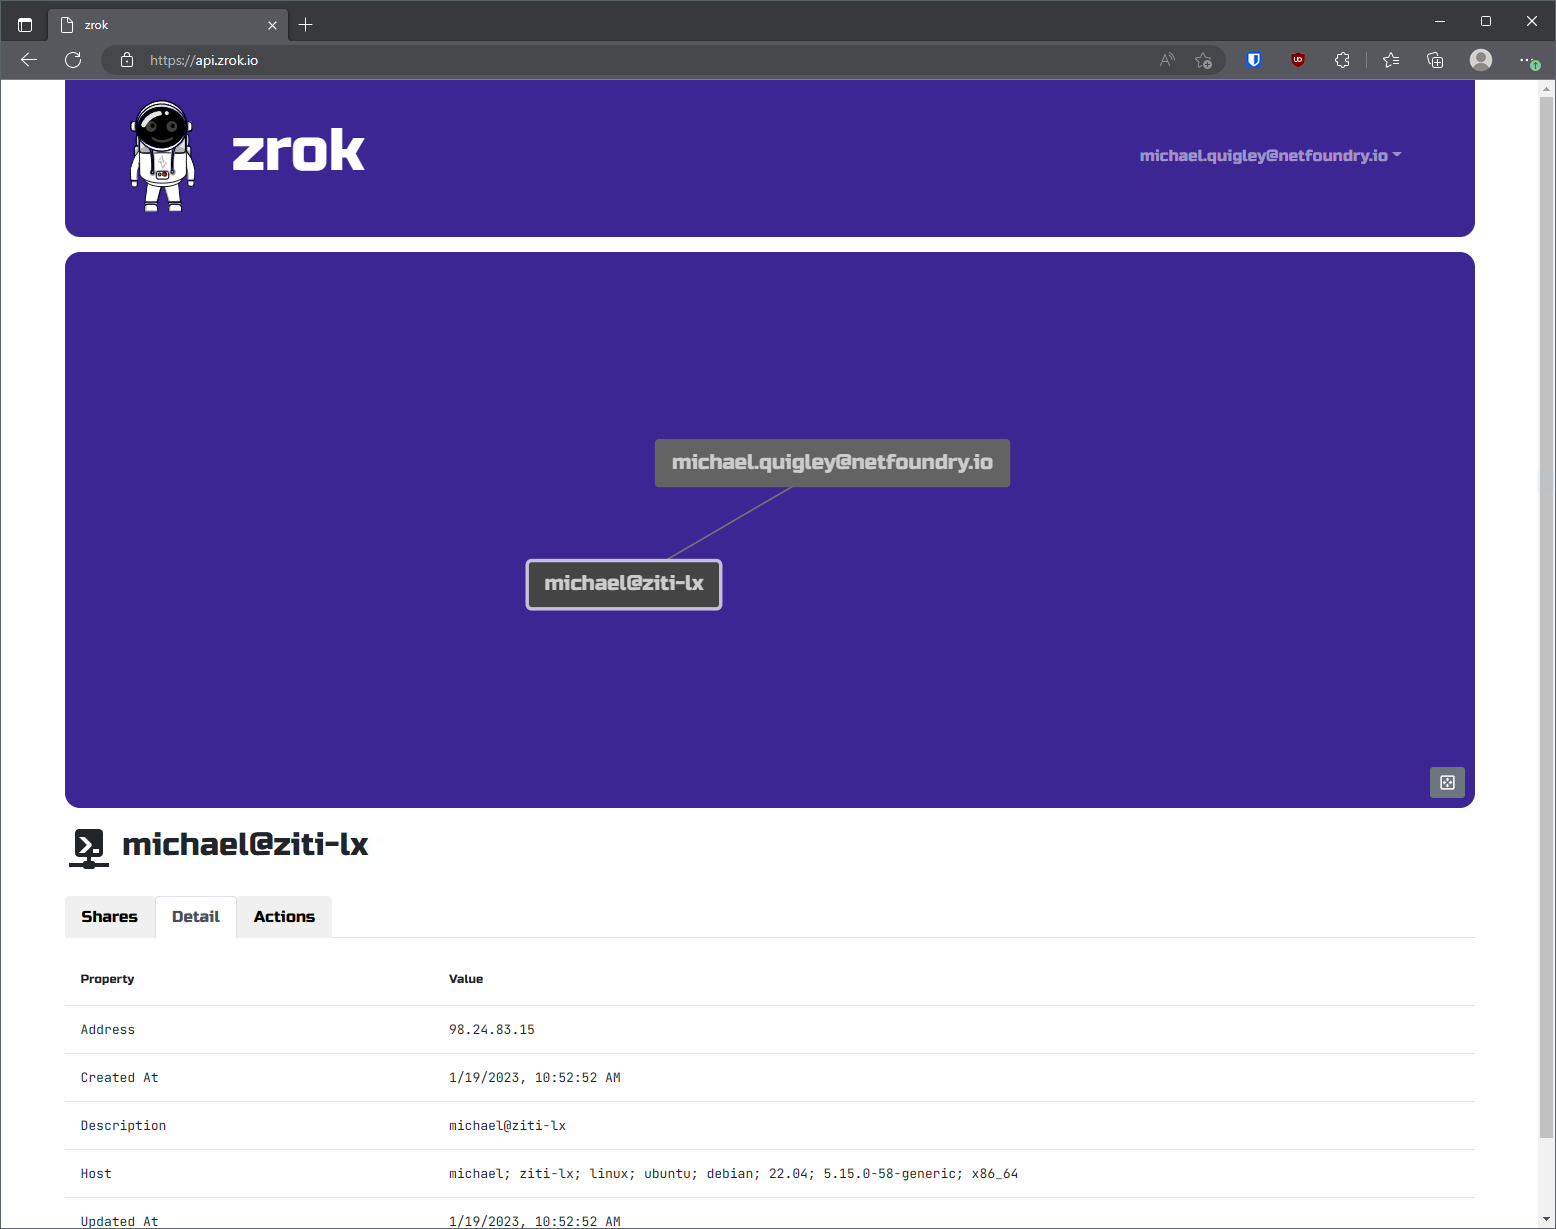 zrok
https://api.zrok.io
zrok
michael.quigley@netfoundry.io
michael.quigley@netfoundry.io
michael@ziti-lx
michael@ziti-lx
Shares Detail Actions
Property Value
Address 98.24.83.15
Created At 1/19/2023, 10:52:52 AM
Description michael@ziti-lx
Host michael; ziti-lx; linux; ubuntu; debian; 22.04; 5.15.0-58-generic; x86_64
Updated At 1/19/2023, 10:52:52 AM